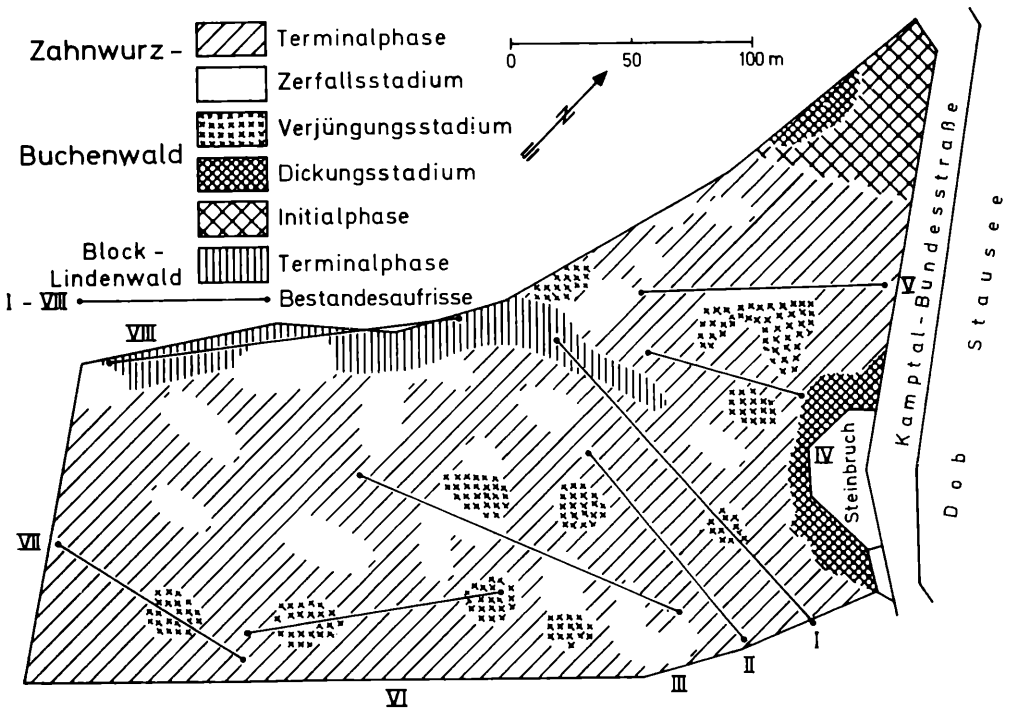 Zahnwurz -
Buchenwald
Terminalphase
Zerfallsstadium
Verjüngungsstadium
Dickungsstadium
Initialphase
Block -
Lindenwald
Terminalphase
I - VIII
Bestandesaufrisse
0 50 100 m
N
VIII
V
IV
VII
VI
III
II
I
Steinbruch
Kamptal-Bundesstraße
Dob Stausee